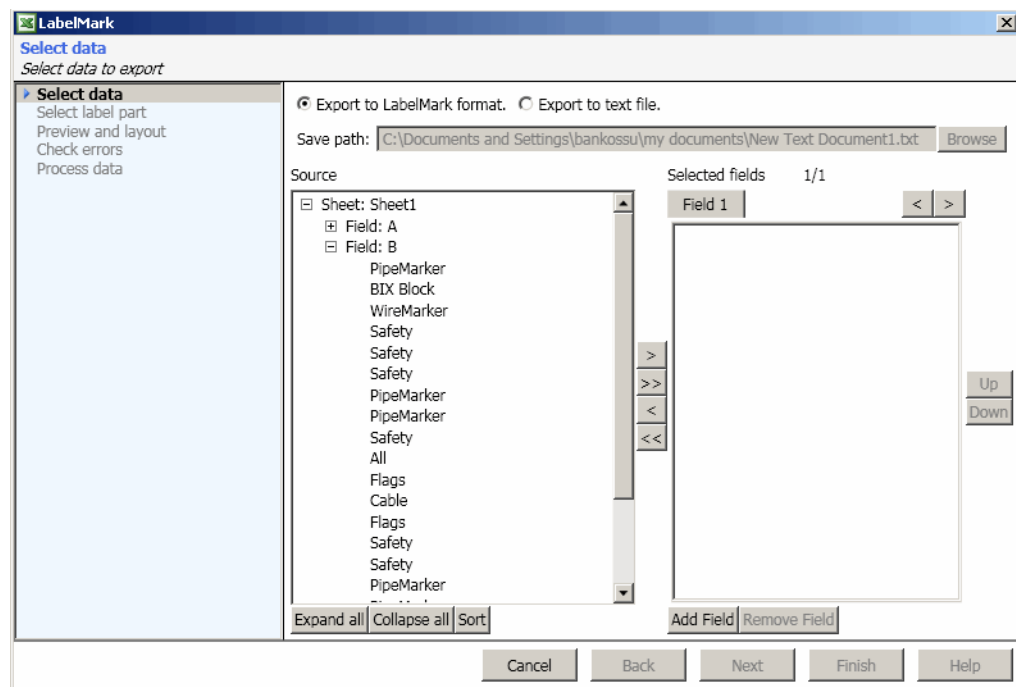 LabelMark
Select data
Select data to export
Select data
Select label part
Preview and layout
Check errors
Process data
Export to LabelMark format. Export to text file.
Save path: C:\Documents and Settings\bankossu\my documents\New Text Document1.txt Browse
Source
Sheet: Sheet1
Field: A
Field: B
PipeMarker
BIX Block
WireMarker
Safety
Safety
Safety
PipeMarker
PipeMarker
Safety
All
Flags
Cable
Flags
Safety
Safety
PipeMarker
Expand all Collapse all Sort
>
>>
<
<<
Selected fields 1/1
Field 1 < >
Up
Down
Add Field Remove Field
Cancel Back Next Finish Help